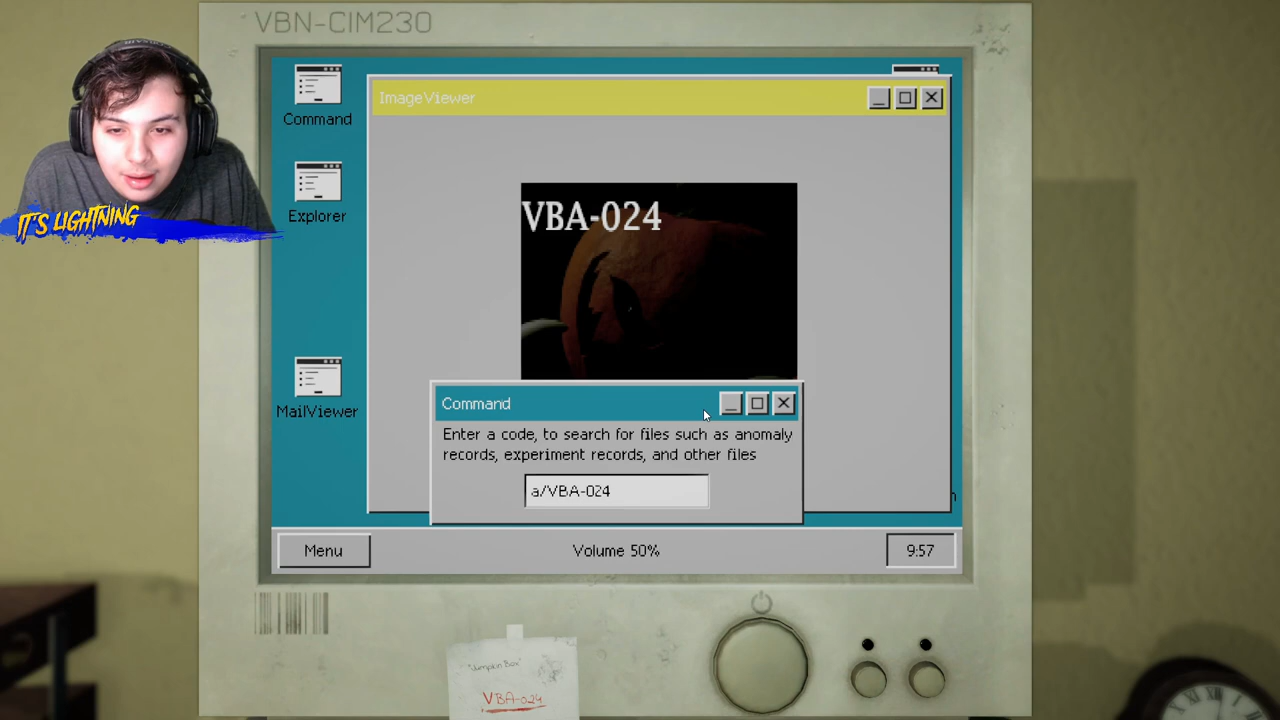 VBN-CIM230
Command
ImageViewer
Explorer
IT'S LIGHTNING
VBA-024
MailViewer
Command
Enter a code, to search for files such as anomaly
records, experiment records, and other files
a/VBA-024
Menu
Volume 50%
9:57
VBA-024